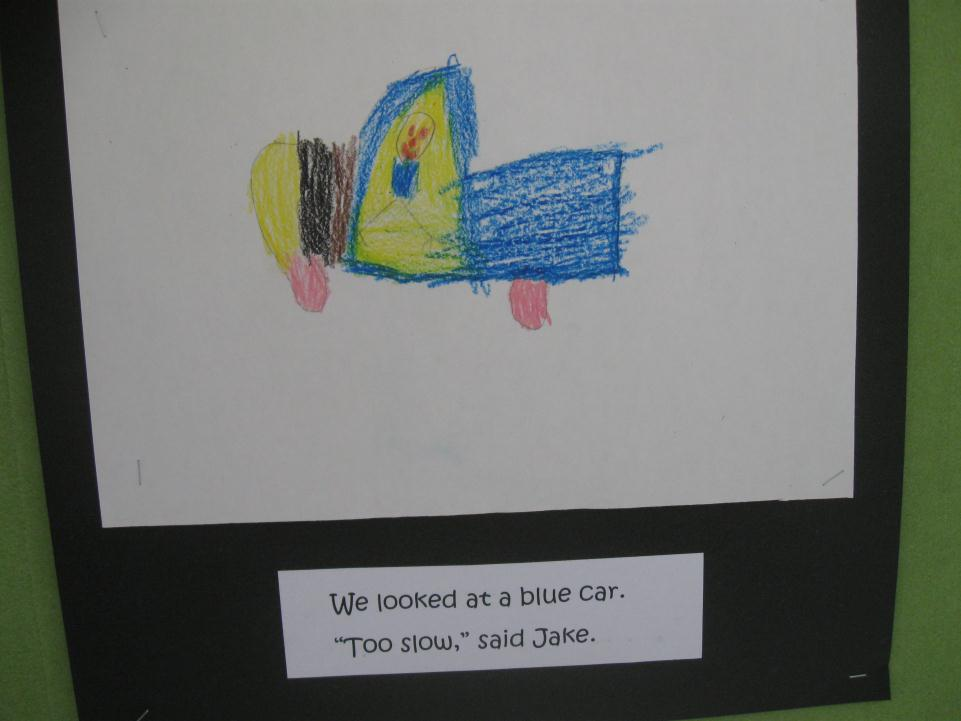 We looked at a blue car.
“Too slow,” said Jake.